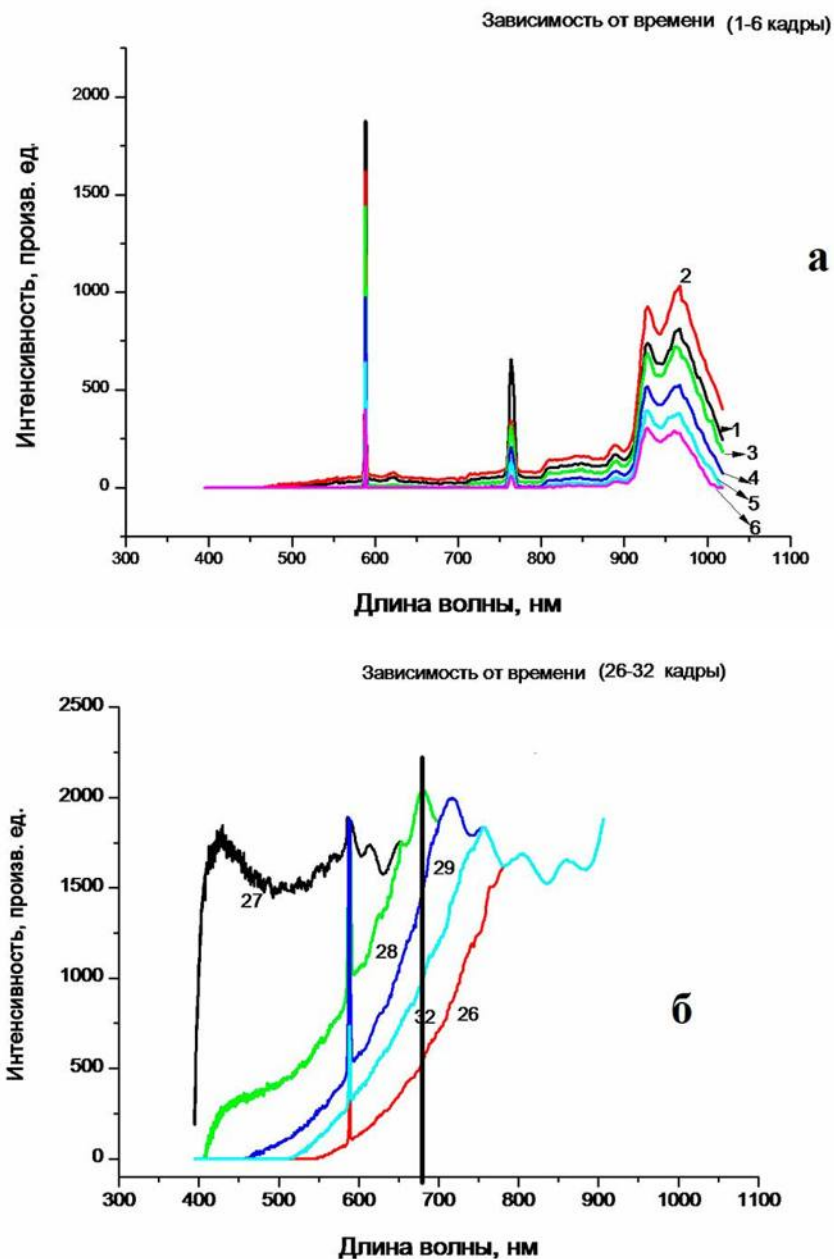 Зависимость от времени (1-6 кадры)
Интенсивность, произв. ед.
2000
1500
1000
500
0
а
2
1
3
4
5
6
300 400 500 600 700 800 900 1000 1100
Длина волны, нм
Зависимость от времени (26-32 кадры)
Интенсивность, произв. ед.
2500
2000
1500
1000
500
0
27
28
29
32
26
б
300 400 500 600 700 800 900 1000 1100
Длина волны, нм